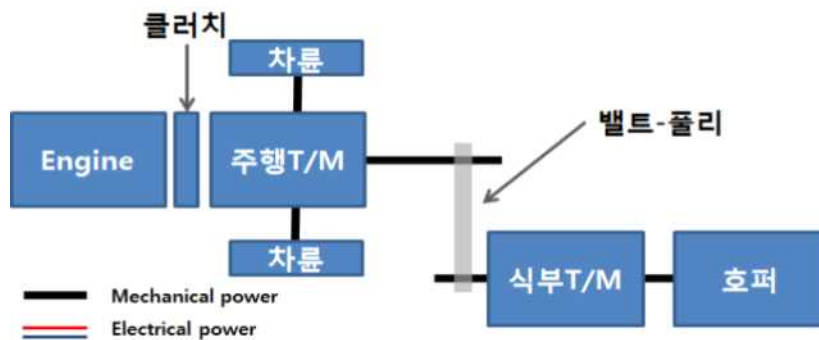 클러치
차륜
Engine
주행T/M
밸트-풀리
차륜
식부T/M
호퍼
Mechanical power
Electrical power